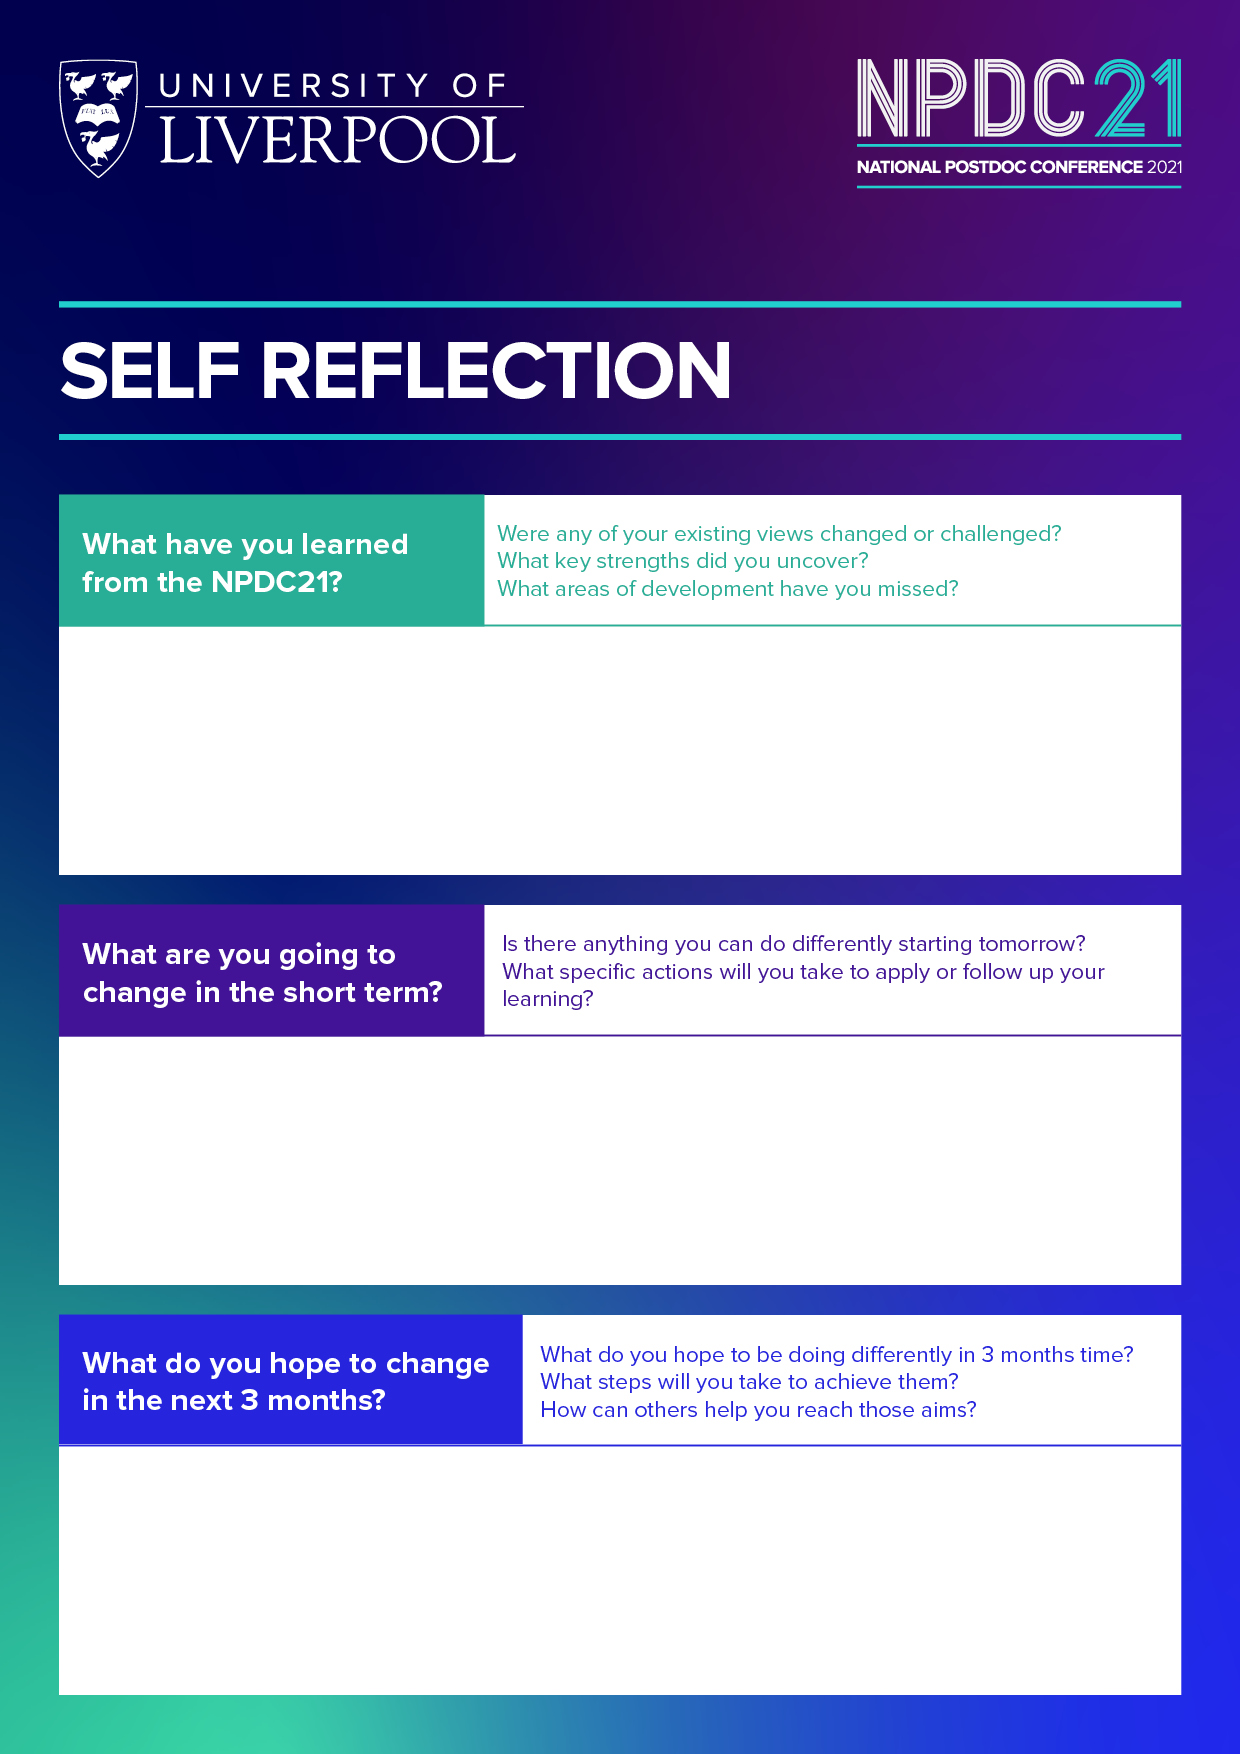 UNIVERSITY OF
LIVERPOOL
FIAT LUX
NPDC21
NATIONAL POSTDOC CONFERENCE 2021
SELF REFLECTION
What have you learned
from the NPDC21?
Were any of your existing views changed or challenged?
What key strengths did you uncover?
What areas of development have you missed?
What are you going to
change in the short term?
Is there anything you can do differently starting tomorrow?
What specific actions will you take to apply or follow up your
learning?
What do you hope to change
in the next 3 months?
What do you hope to be doing differently in 3 months time?
What steps will you take to achieve them?
How can others help you reach those aims?